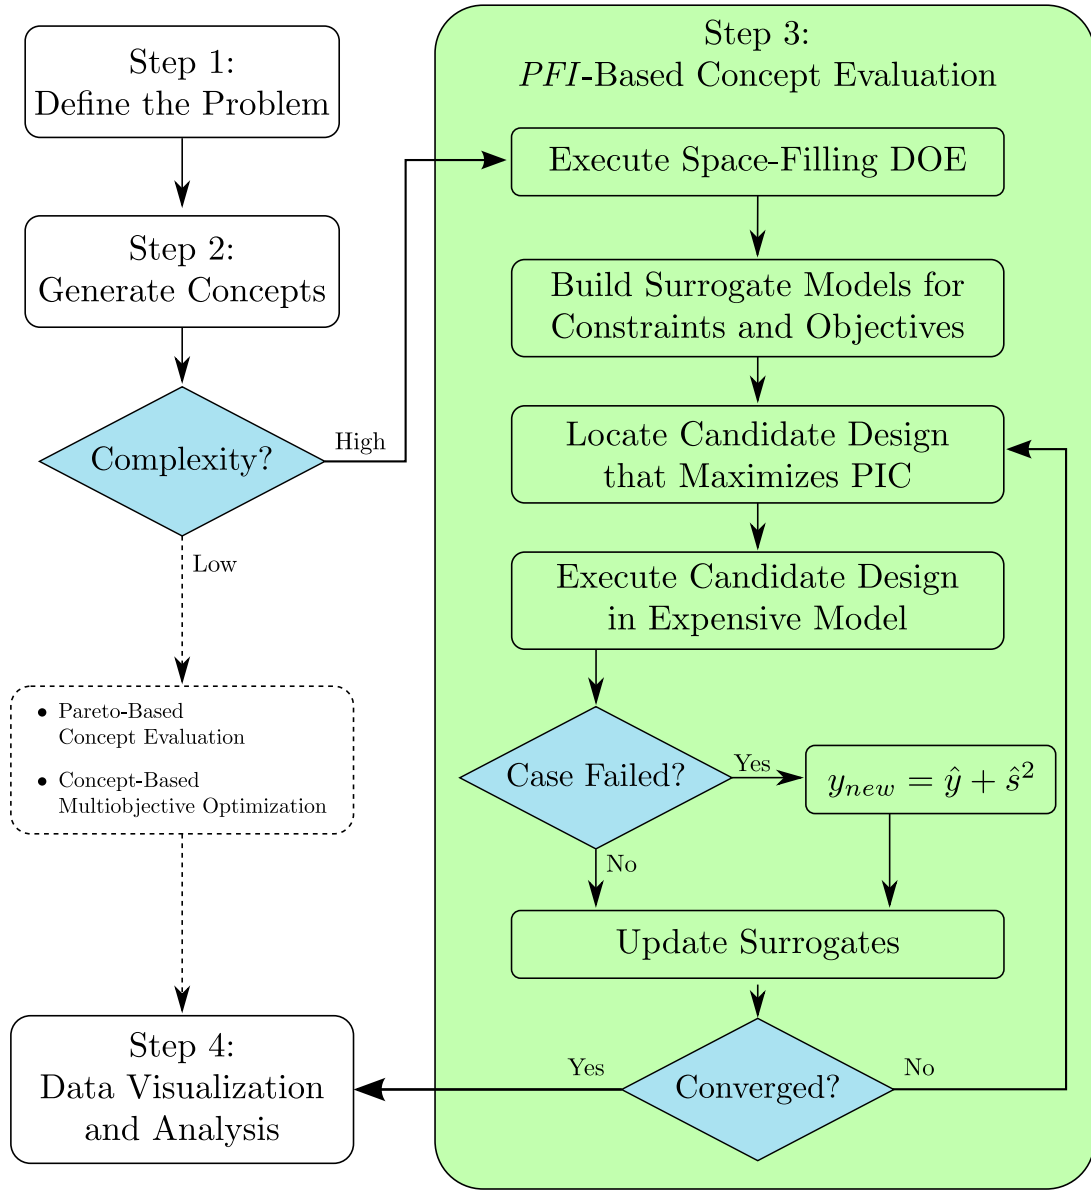 Step 1:
Define the Problem
Step 2:
Generate Concepts
Complexity?
High
Low
• Pareto-Based
Concept Evaluation
• Concept-Based
Multiobjective Optimization
Step 3:
PFI-Based Concept Evaluation
Execute Space-Filling DOE
Build Surrogate Models for
Constraints and Objectives
Locate Candidate Design
that Maximizes PIC
Execute Candidate Design
in Expensive Model
Case Failed?
Yes
y_{new} = ŷ + ŝ²
No
Update Surrogates
Converged?
Yes
No
Step 4:
Data Visualization
and Analysis